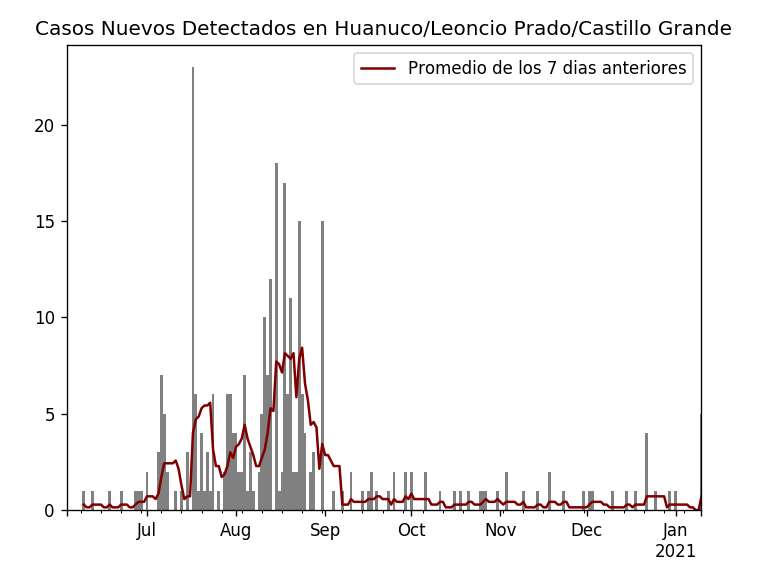 Casos Nuevos Detectados en Huanuco/Leoncio Prado/Castillo Grande
Promedio de los 7 dias anteriores
20
15
10
5
0
Jul Aug Sep Oct Nov Dec Jan
2021